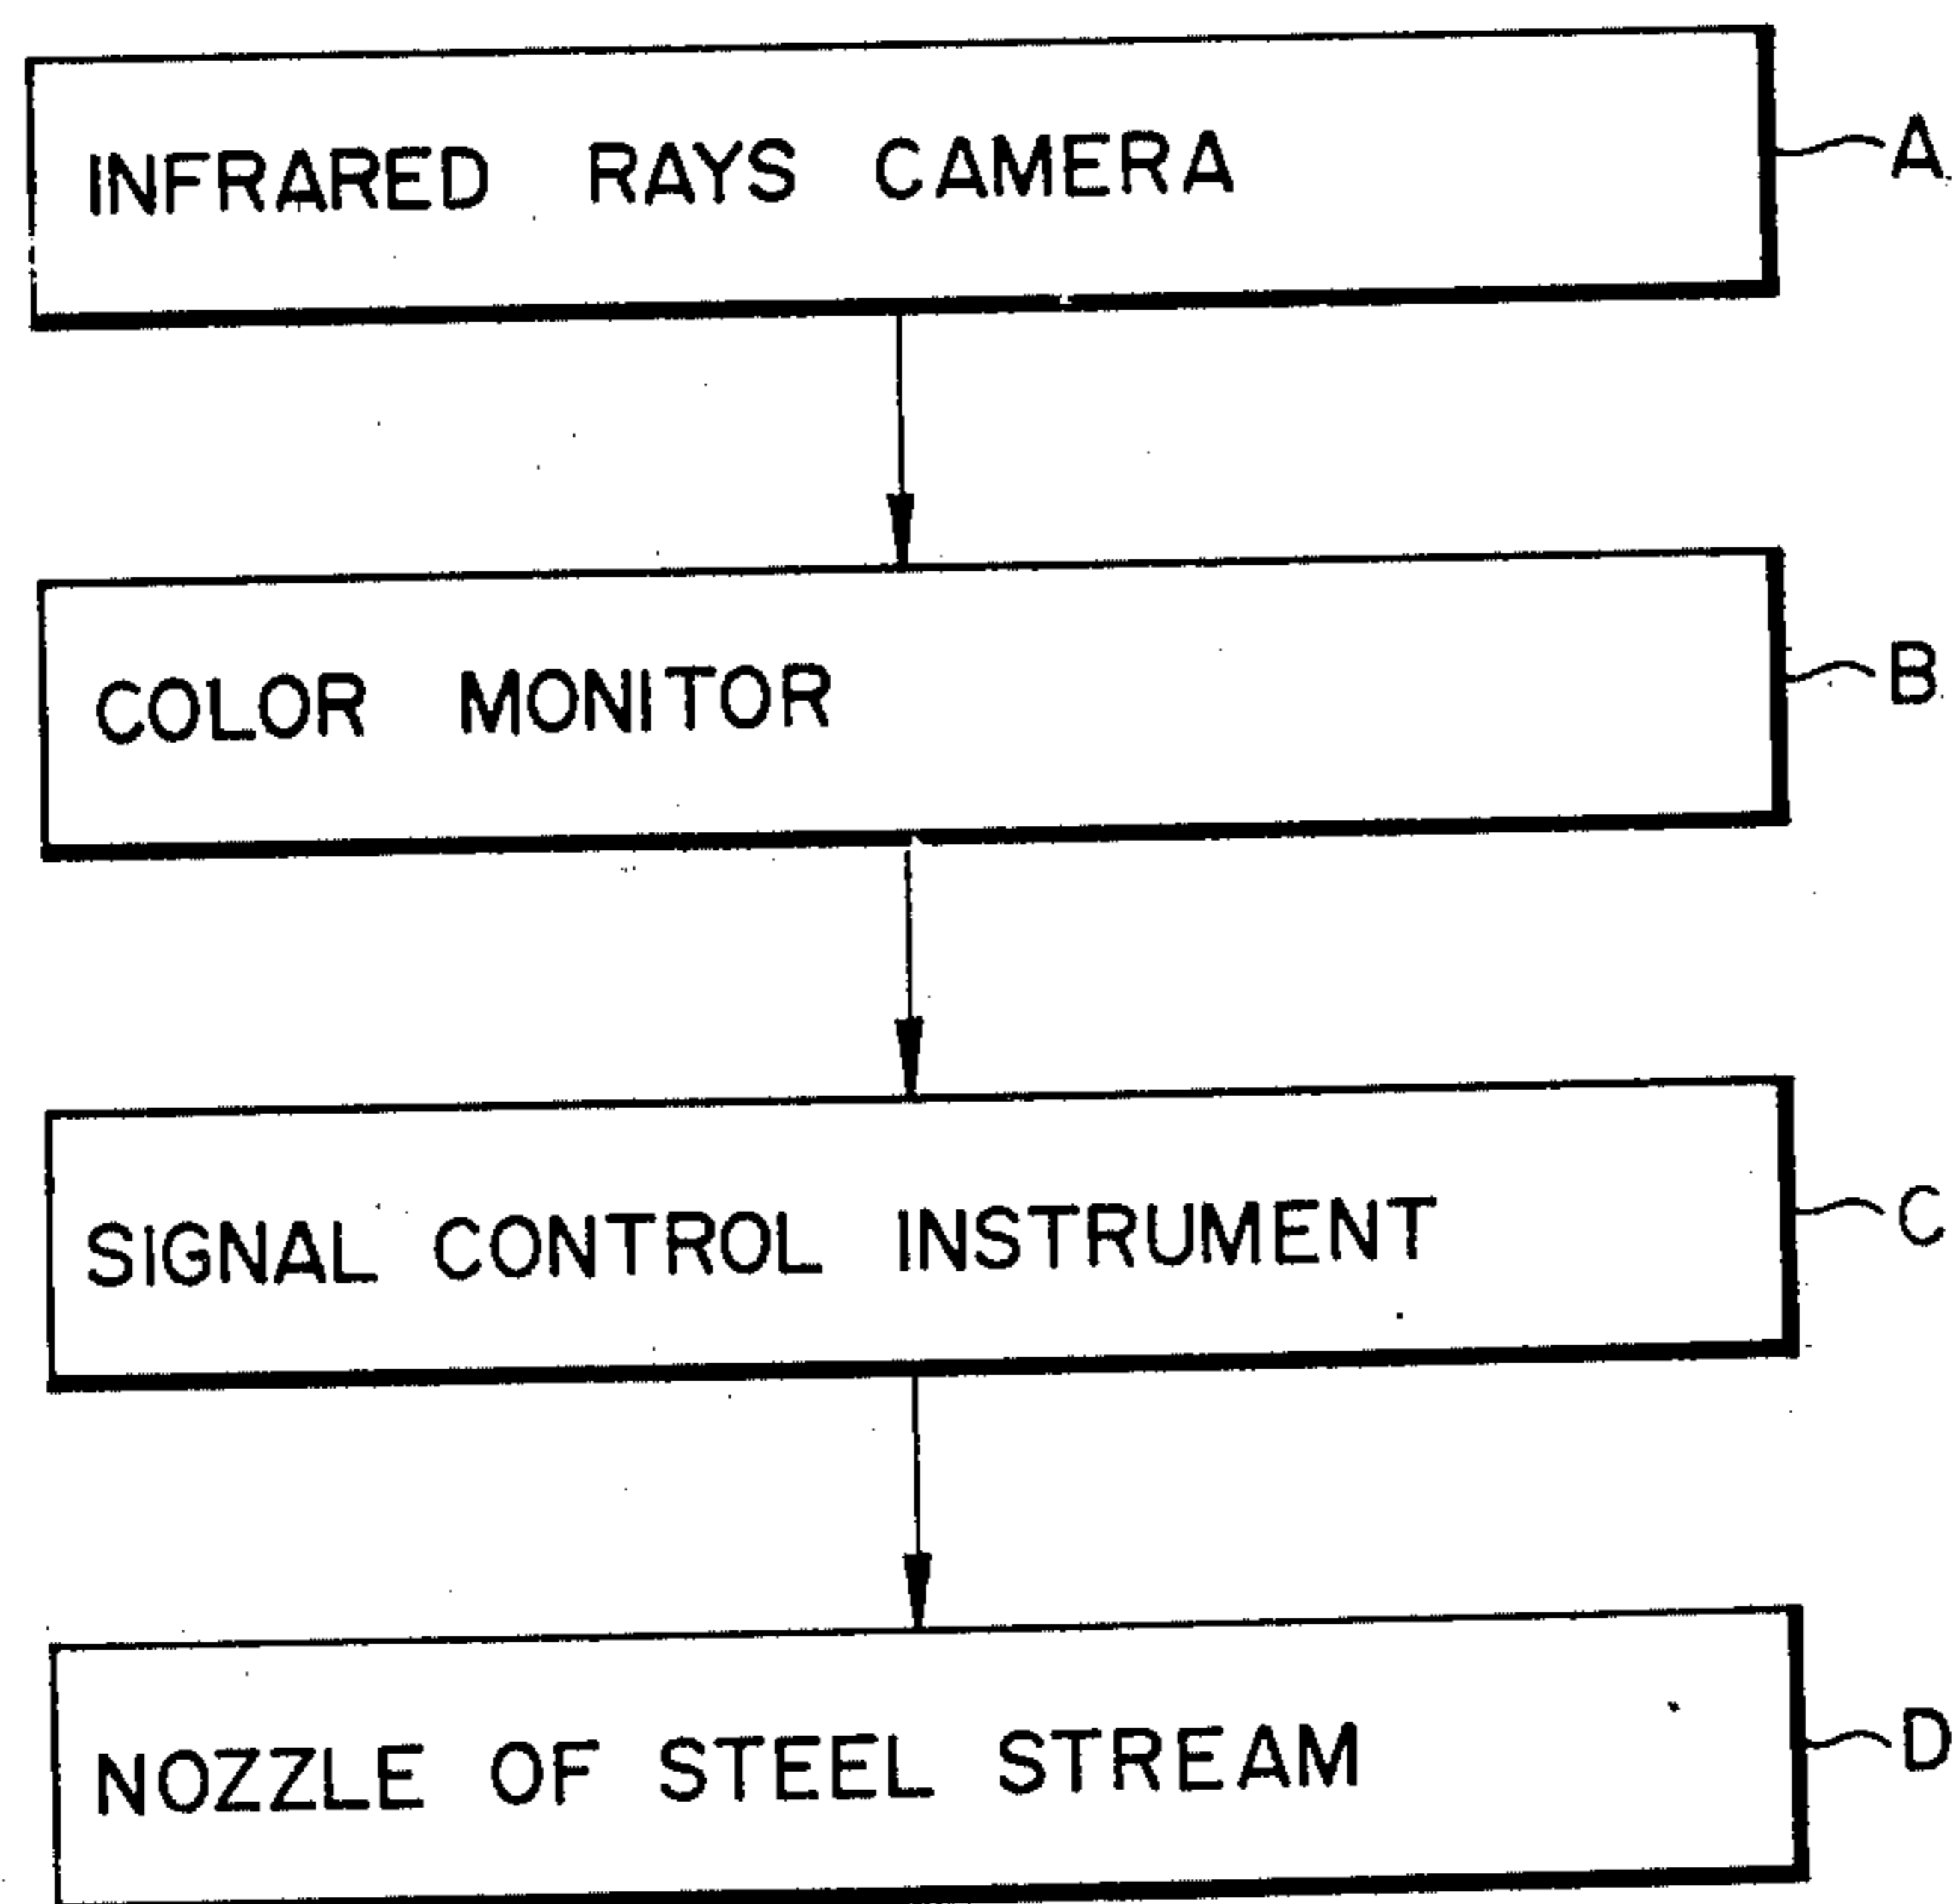 INFRARED RAYS CAMERA
A
COLOR MONITOR
B
SIGNAL CONTROL INSTRUMENT
C
NOZZLE OF STEEL STREAM
D